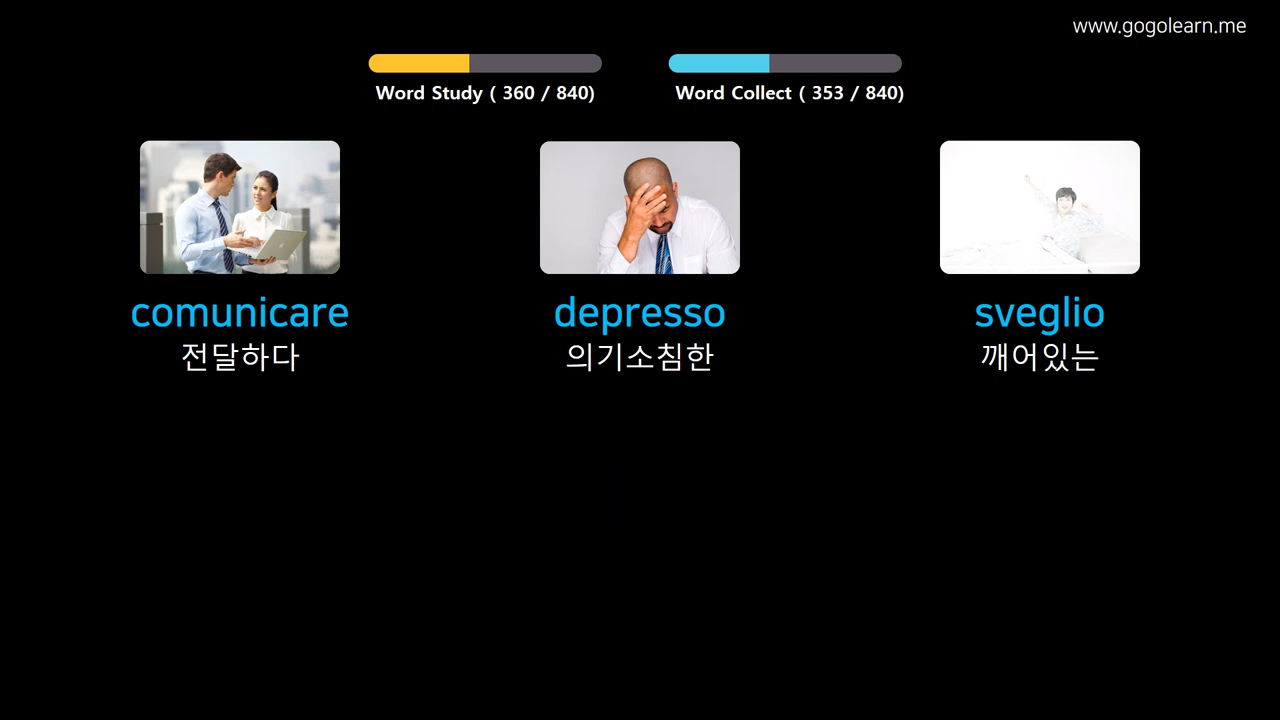 www.gogolearn.me
Word Study ( 360 / 840)
Word Collect ( 353 / 840)
comunicare
전달하다
depresso
의기소침한
sveglio
깨어있는